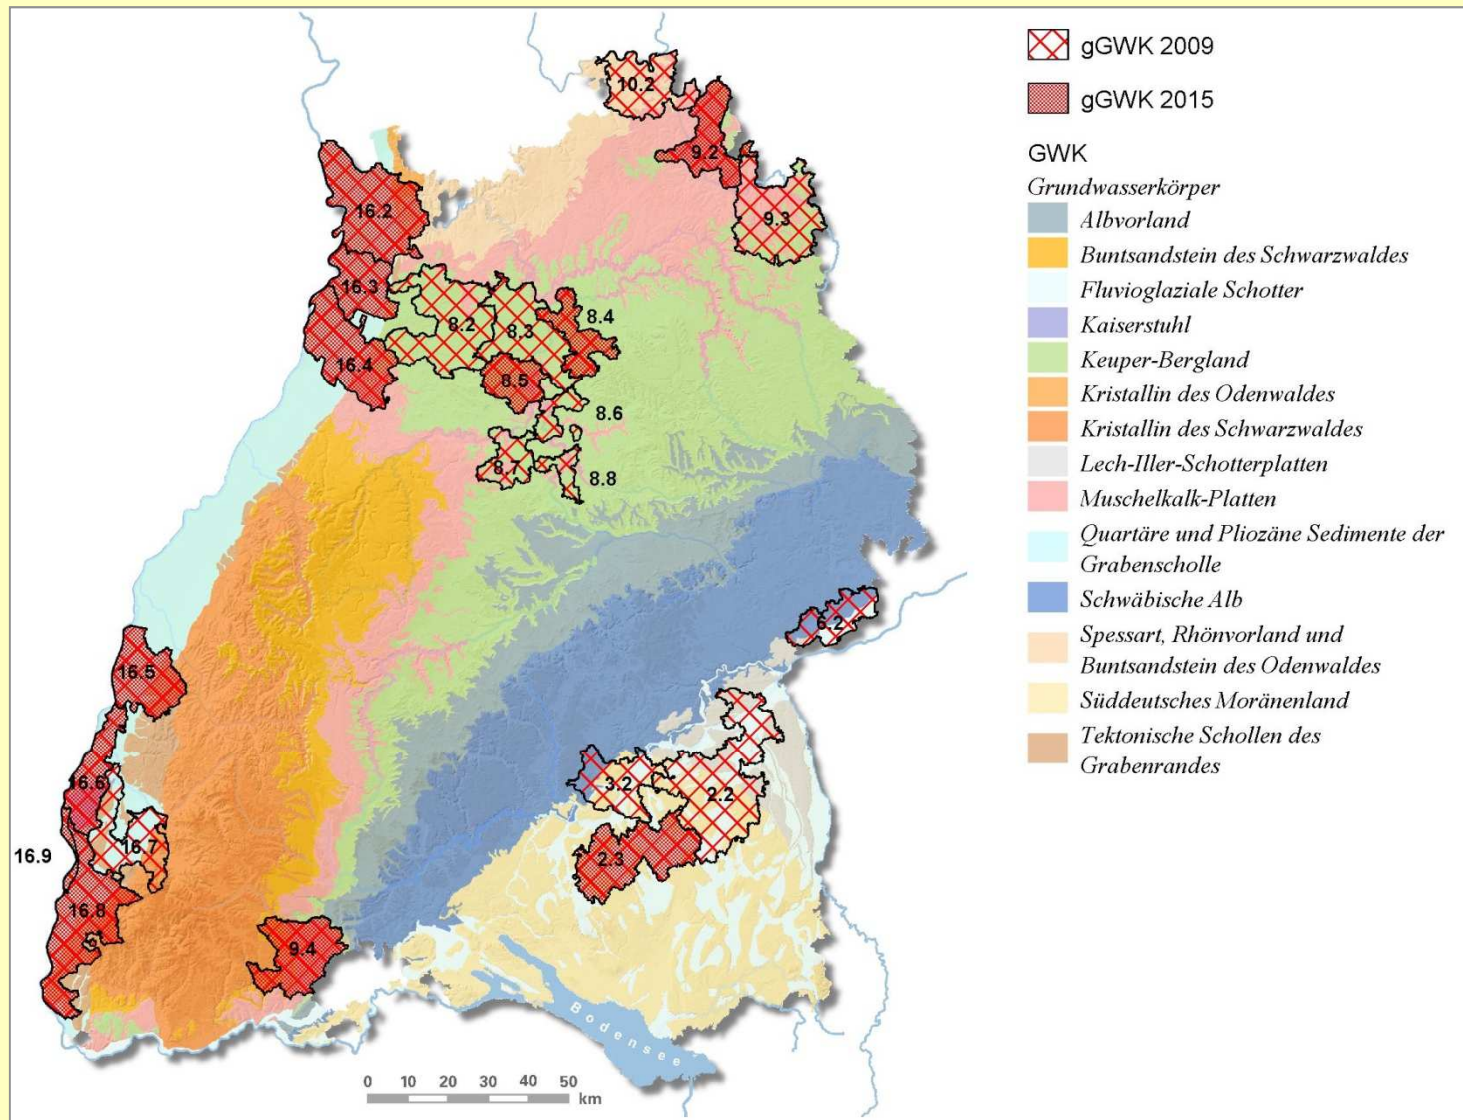 10.2
9.2
9.3
16.2
16.3
8.2
8.3
8.4
16.4
8.5
8.6
8.7
8.8
6.2
16.5
3.2
2.2
16.6
16.7
16.9
2.3
16.8
9.4
Bodensee
0 10 20 30 40 50
km
gGWK 2009
gGWK 2015
GWK
Grundwasserkörper
Albvorland
Buntsandstein des Schwarzwaldes
Fluvioglaziale Schotter
Kaiserstuhl
Keuper-Bergland
Kristallin des Odenwaldes
Kristallin des Schwarzwaldes
Lech-Iller-Schotterplatten
Muschelkalk-Platten
Quartäre und Pliozäne Sedimente der
Grabenscholle
Schwäbische Alb
Spessart, Rhönvorland und
Buntsandstein des Odenwaldes
Süddeutsches Moränenland
Tektonische Schollen des
Grabenrandes